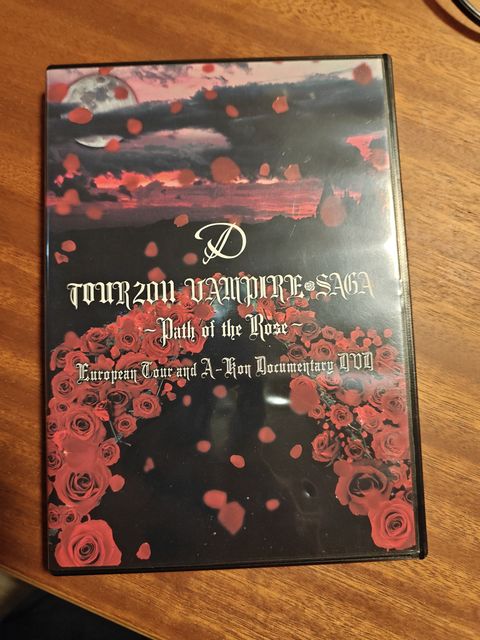 D
TOUR2011 VAMPIRE SAGA
~Path of the Rose~
European Tour and A-Kon Documentary DVD